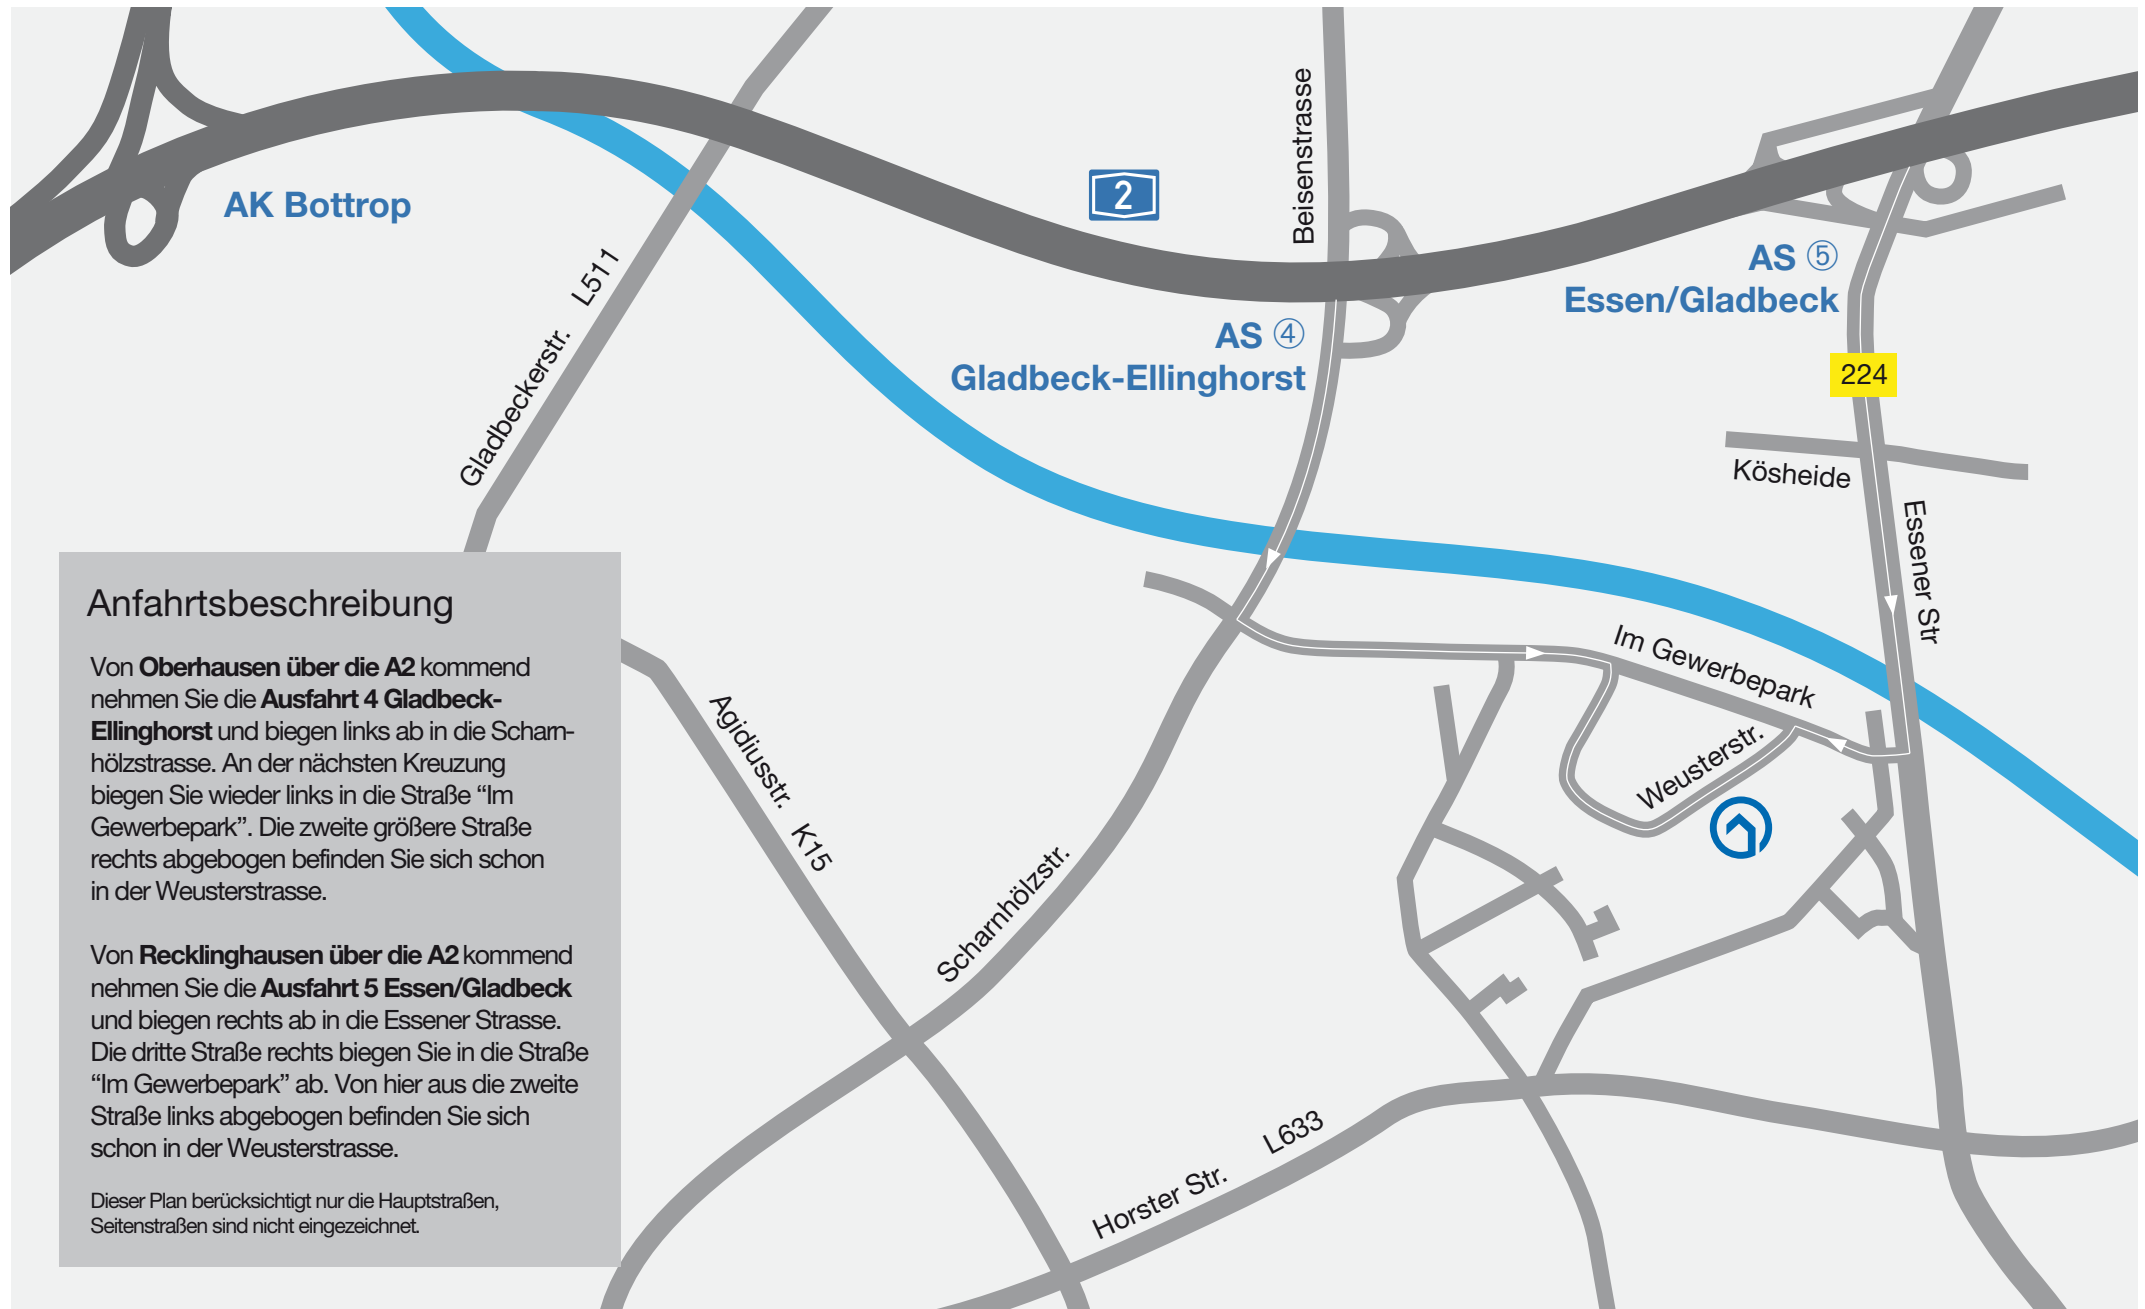 Beisenstrasse
AK Bottrop
2
L511
Gladbeckerstr.
AS ④
Gladbeck-Ellinghorst
AS ⑤
Essen/Gladbeck
224
Kösheide
Essener Str
Im Gewerbepark
Weusterstr.
Agidiusstr. K15
Scharnhölzstr.
Horster Str. L633
Anfahrtsbeschreibung
Von Oberhausen über die A2 kommend
nehmen Sie die Ausfahrt 4 Gladbeck-
Ellinghorst und biegen links ab in die Scharn-
hölzstrasse. An der nächsten Kreuzung
biegen Sie wieder links in die Straße “Im
Gewerbepark”. Die zweite größere Straße
rechts abgebogen befinden Sie sich schon
in der Weusterstrasse.
Von Recklinghausen über die A2 kommend
nehmen Sie die Ausfahrt 5 Essen/Gladbeck
und biegen rechts ab in die Essener Strasse.
Die dritte Straße rechts biegen Sie in die Straße
“Im Gewerbepark” ab. Von hier aus die zweite
Straße links abgebogen befinden Sie sich
schon in der Weusterstrasse.
Dieser Plan berücksichtigt nur die Hauptstraßen,
Seitenstraßen sind nicht eingezeichnet.